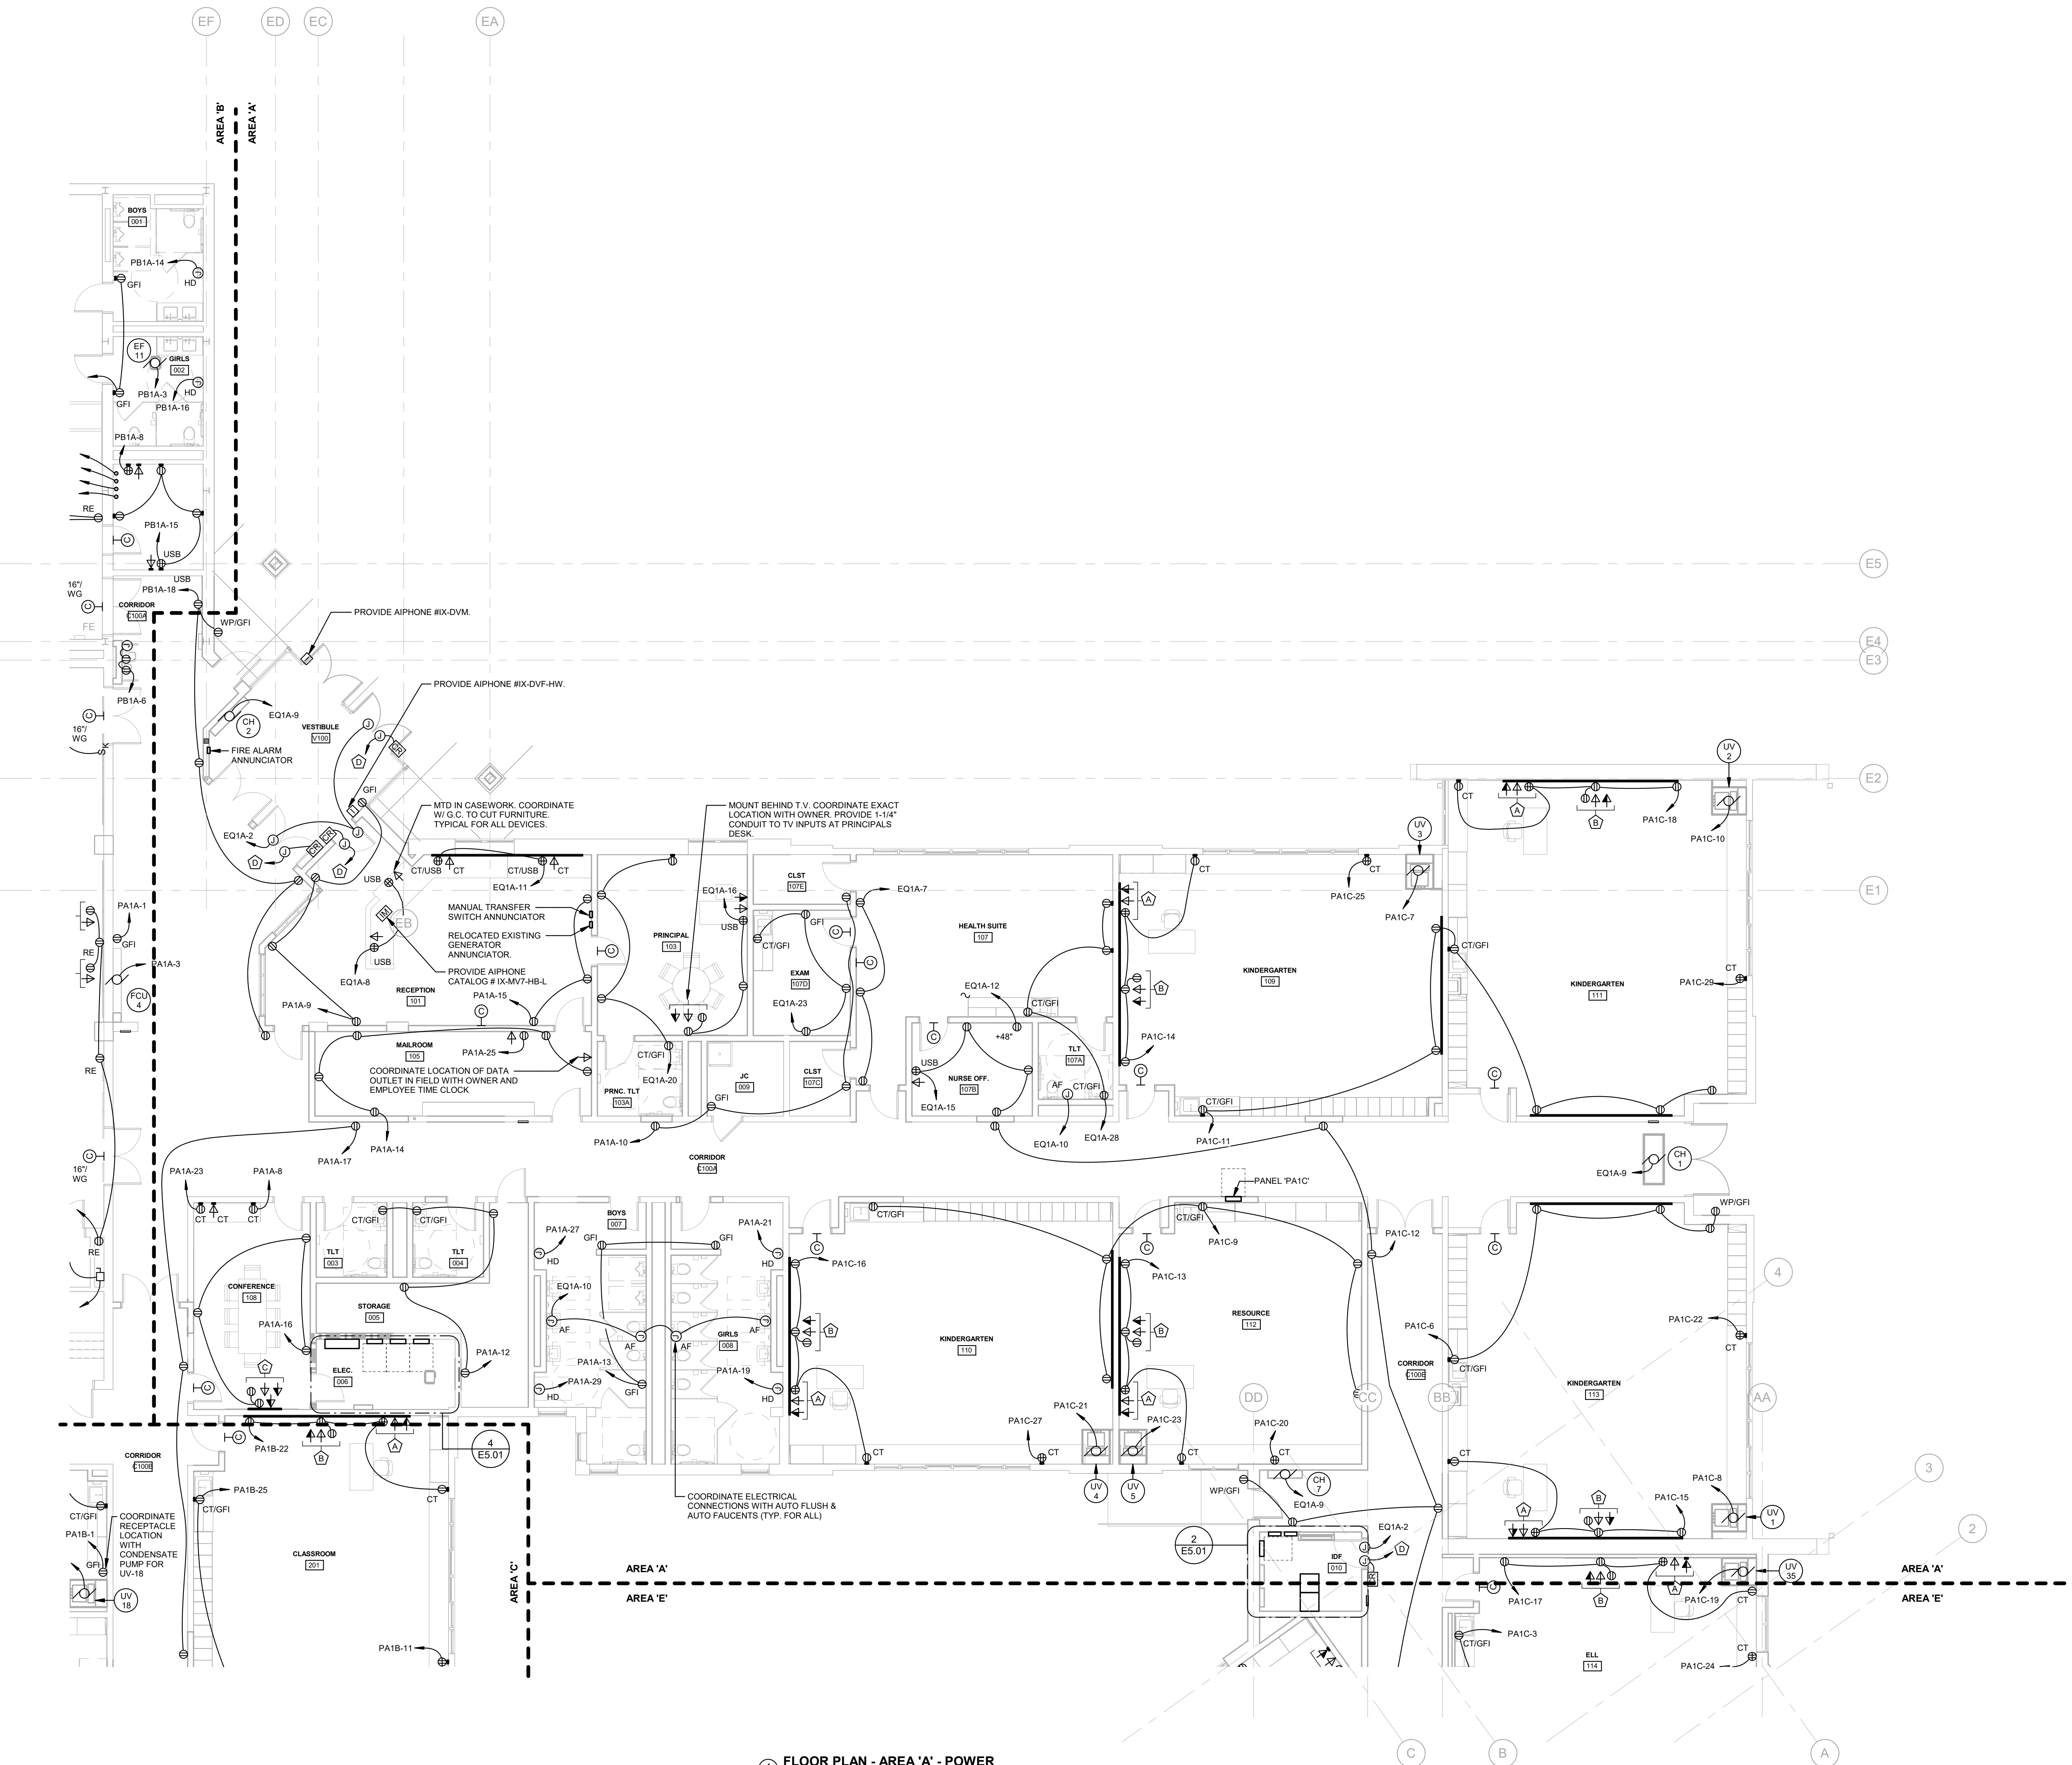 EF
ED
EC
EA
AREA 'B'
AREA 'A'
BOYS
001
PB1A-14
HD
GFI
EF
11
GIRLS
002
PB1A-3
HD
PB1A-16
GFI
PB1A-8
RE
PB1A-15
USB
E5
16"/
WG
USB
PB1A-18
CORRIDOR
C100A
FE
WP/GFI
PROVIDE AIPHONE #IX-DVM.
E4
E3
PB1A-6
PROVIDE AIPHONE #IX-DVF-HW.
16"/
WG
EQ1A-9
CH
2
VESTIBULE
V100
FIRE ALARM
ANNUNCIATOR
CR
D
E2
UV
2
GFI
MTD IN CASEWORK. COORDINATE
W/ G.C. TO CUT FURNITURE.
TYPICAL FOR ALL DEVICES.
MOUNT BEHIND T.V. COORDINATE EXACT
LOCATION WITH OWNER. PROVIDE 1-1/4"
CONDUIT TO TV INPUTS AT PRINCIPALS
DESK.
CT
A
B
PA1C-18
PA1C-10
UV
3
EQ1A-2
CR
CR
D
D
CT/USB
CT
CT/USB
CT
USB
EQ1A-11
CLST
107E
EQ1A-16
EQ1A-7
CT
CT
PA1C-25
PA1C-7
E1
MANUAL TRANSFER
SWITCH ANNUNCIATOR
RELOCATED EXISTING
GENERATOR
ANNUNCIATOR.
PROVIDE AIPHONE
CATALOG # IX-MV7-HB-L
IM
EB
USB
EQ1A-8
RECEPTION
101
PRINCIPAL
103
USB
GFI
CT/GFI
EXAM
107D
EQ1A-23
HEALTH SUITE
107
A
B
KINDERGARTEN
109
CT/GFI
KINDERGARTEN
111
CT
PA1C-29
PA1A-1
GFI
RE
PA1A-3
FCU
4
PA1A-9
PA1A-15
EQ1A-12
CT/GFI
+48"
MAILROOM
105
PA1A-25
COORDINATE LOCATION OF DATA
OUTLET IN FIELD WITH OWNER AND
EMPLOYEE TIME CLOCK
CT/GFI
EQ1A-20
PRNC. TLT
103A
JC
009
GFI
CLST
107C
USB
NURSE OFF.
107B
EQ1A-15
TLT
107A
AF
CT/GFI
PA1C-14
EQ1A-10
EQ1A-28
CT/GFI
PA1C-11
RE
PA1A-14
PA1A-17
PA1A-10
CORRIDOR
C100A
16"/
WG
PA1A-23
PA1A-8
PANEL 'PA1C'
EQ1A-9
CH
1
CT
CT
CT
CT/GFI
CT/GFI
BOYS
007
PA1A-27
PA1A-21
GFI
GFI
HD
HD
CT/GFI
CT/GFI
PA1C-9
WP/GFI
RE
TLT
003
TLT
004
PA1C-16
PA1C-13
PA1C-12
CONFERENCE
108
STORAGE
005
EQ1A-10
RESOURCE
112
4
PA1A-16
AF
AF
AF
AF
GIRLS
008
B
KINDERGARTEN
110
B
PA1C-6
PA1C-22
CT
C
ELEC.
006
PA1A-12
PA1A-13
PA1A-29
HD
GFI
PA1A-19
HD
A
A
CORRIDOR
C100E
CT/GFI
KINDERGARTEN
113
DD
CC
BB
AA
PA1C-27
PA1C-21
PA1C-23
PA1C-20
PA1B-22
B
A
4
E5.01
CT
CT
CT
CT
CT
3
CORRIDOR
C100B
UV
4
UV
5
WP/GFI
CH
7
EQ1A-9
PA1C-8
PA1B-25
CT/GFI
CT
COORDINATE ELECTRICAL
CONNECTIONS WITH AUTO FLUSH &
AUTO FAUCENTS (TYP. FOR ALL)
A
B
PA1C-15
UV
1
CT/GFI
COORDINATE
RECEPTACLE
LOCATION
WITH
CONDENSATE
PUMP FOR
UV-18
PA1B-1
GFI
UV
18
CLASSROOM
201
2
E5.01
EQ1A-2
D
IDF
010
CR
2
AREA 'C'
AREA 'A'
AREA 'E'
B
A
UV
35
PA1C-17
PA1C-19
CT
AREA 'A'
AREA 'E'
PA1C-3
CT/GFI
PA1B-11
ELL
114
CT
PA1C-24
C
B
A
FLOOR PLAN - AREA 'A' - POWER